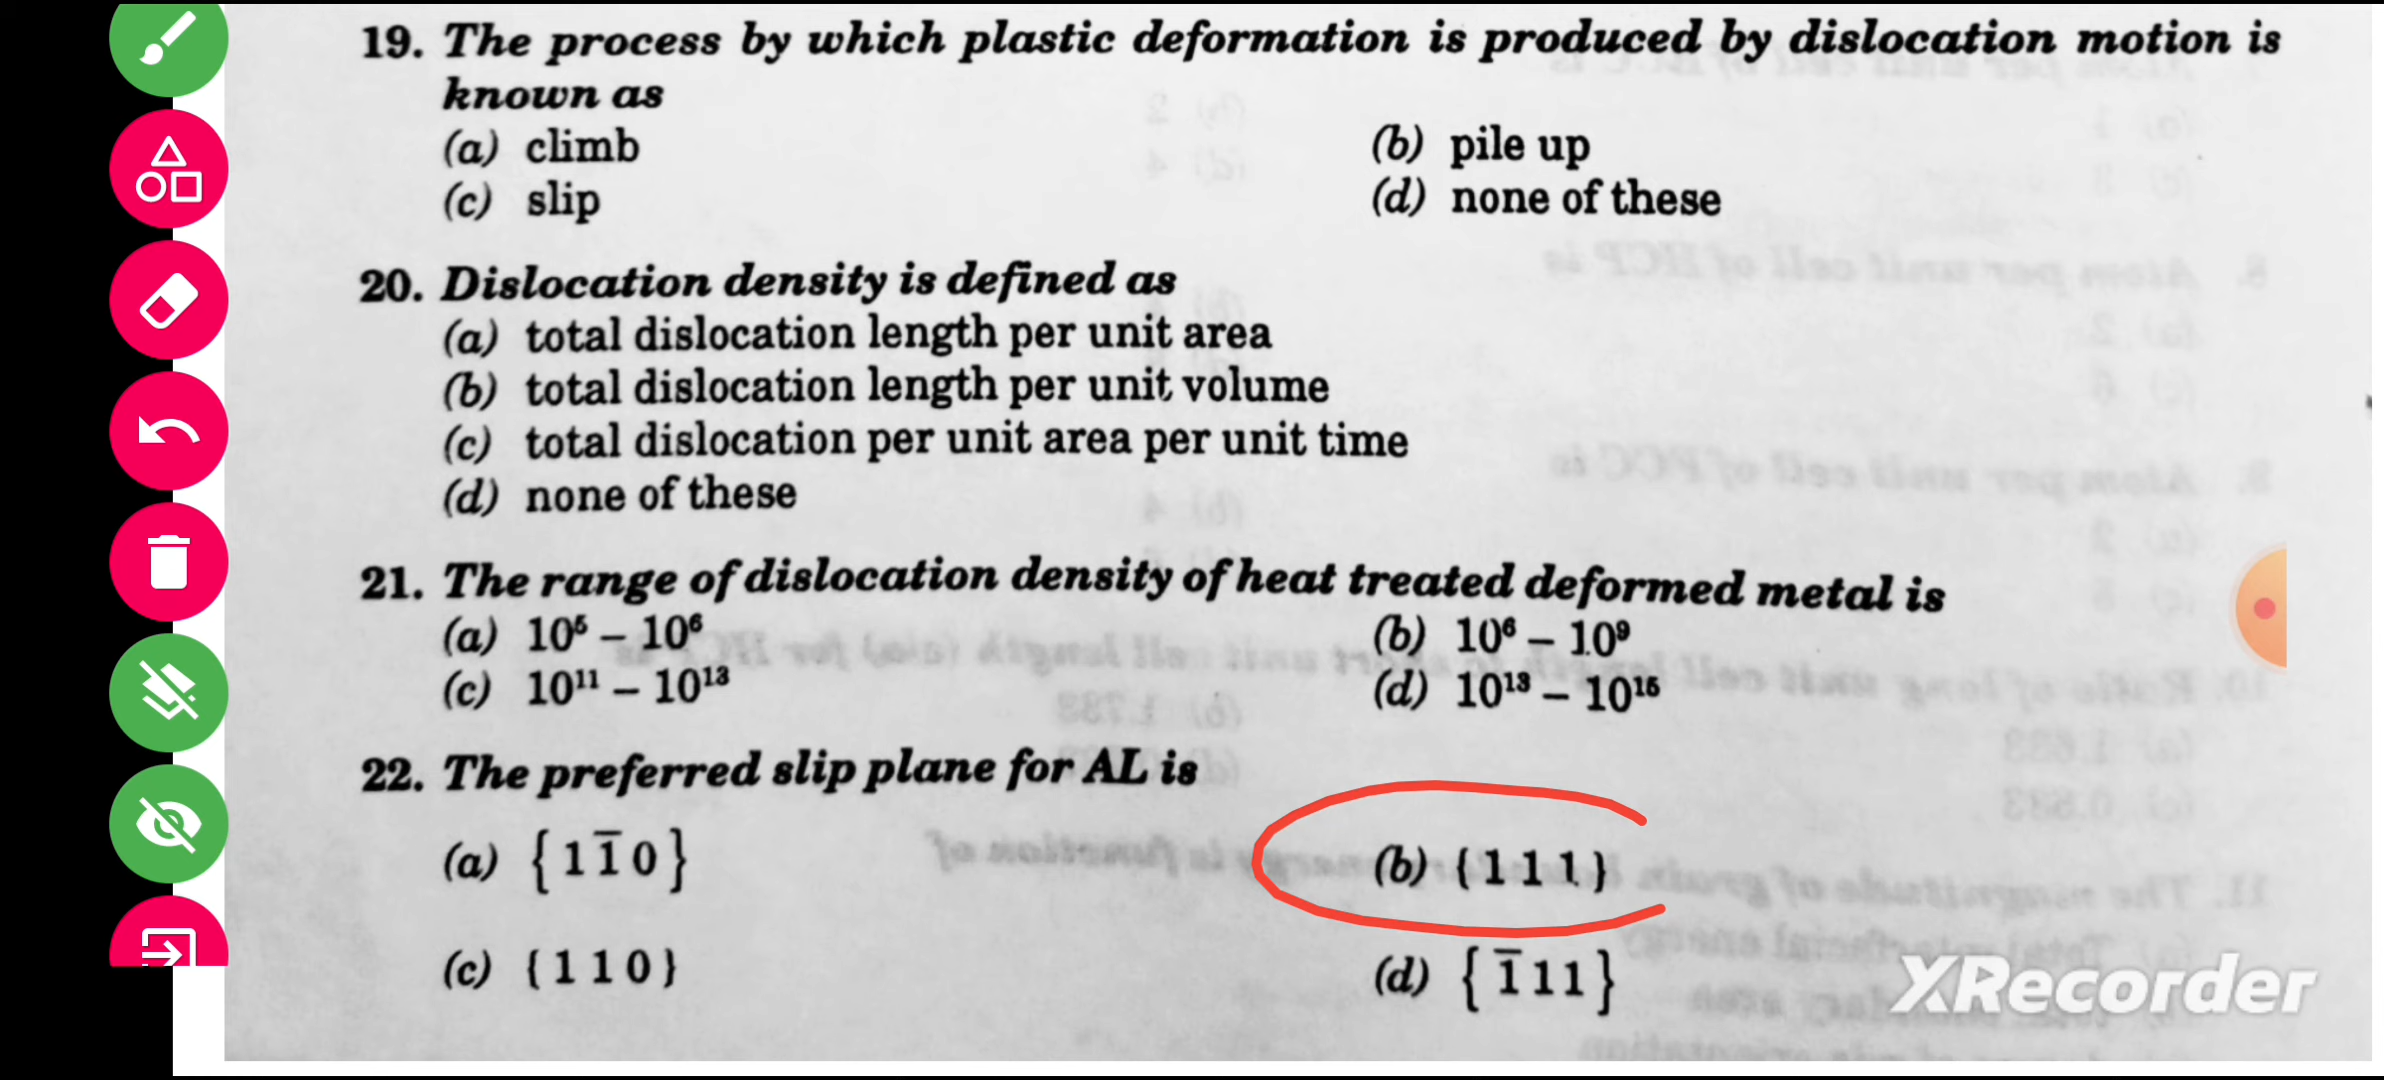 19. The process by which plastic deformation is produced by dislocation motion is
known as
(a) climb (b) pile up
(c) slip (d) none of these
20. Dislocation density is defined as
(a) total dislocation length per unit area
(b) total dislocation length per unit volume
(c) total dislocation per unit area per unit time
(d) none of these
21. The range of dislocation density of heat treated deformed metal is
(a) 10⁵ – 10⁶ (b) 10⁶ – 10⁹
(c) 10¹¹ – 10¹³ (d) 10¹³ – 10¹⁵
22. The preferred slip plane for AL is
(a) {1 1̅ 0} (b) {1 1 1}
(c) {1 1 0} (d) {1̅ 1 1}
XRecorder